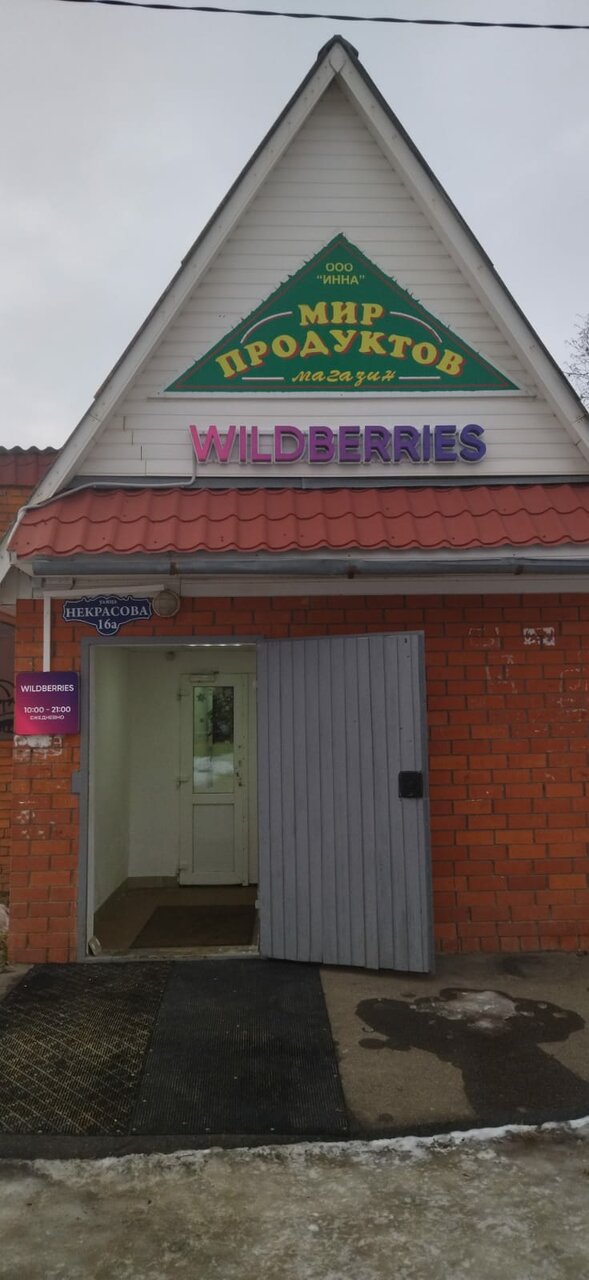 ООО
"ИННА"
МИР
ПРОДУКТОВ
магазин
WILDBERRIES
улица
НЕКРАСОВА
16а
WILDBERRIES
10:00 - 21:00
ЕЖЕДНЕВНО